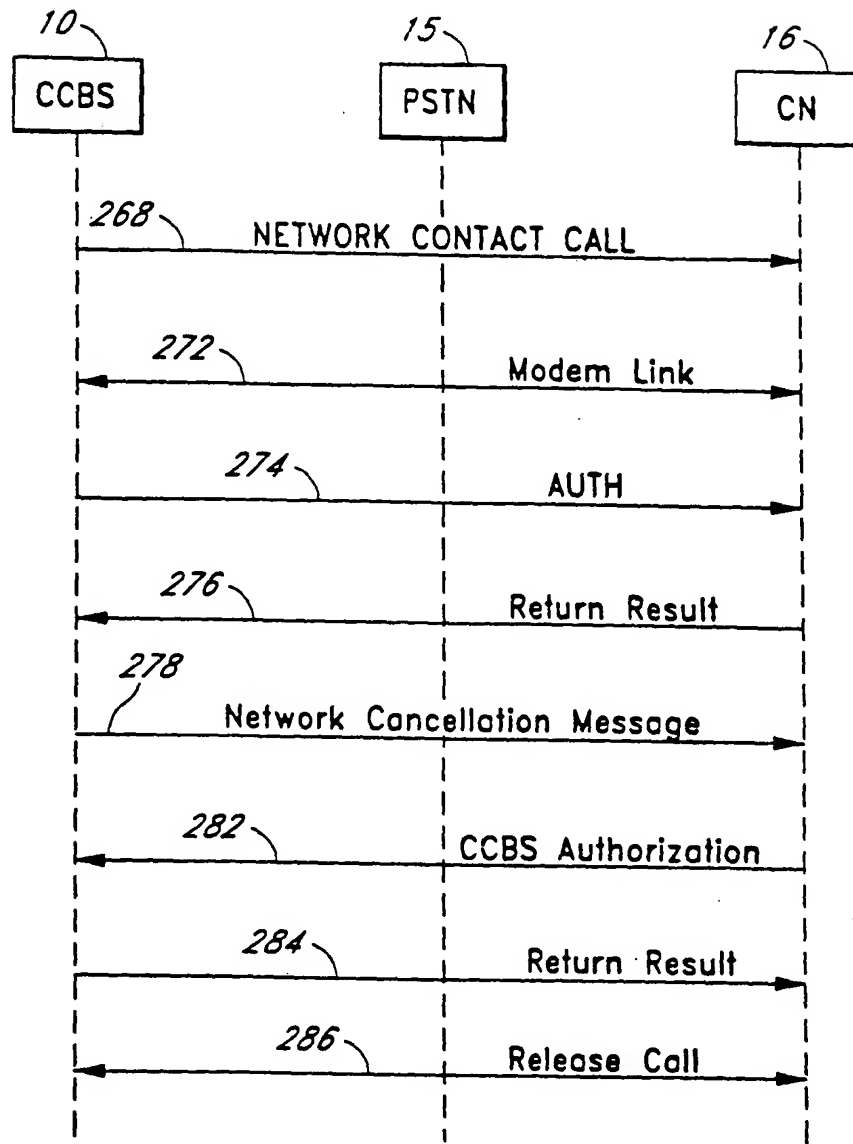 10 15 16
CCBS PSTN CN
268
NETWORK CONTACT CALL
272
Modem Link
274
AUTH
276
Return Result
278
Network Cancellation Message
282
CCBS Authorization
284
Return Result
286
Release Call